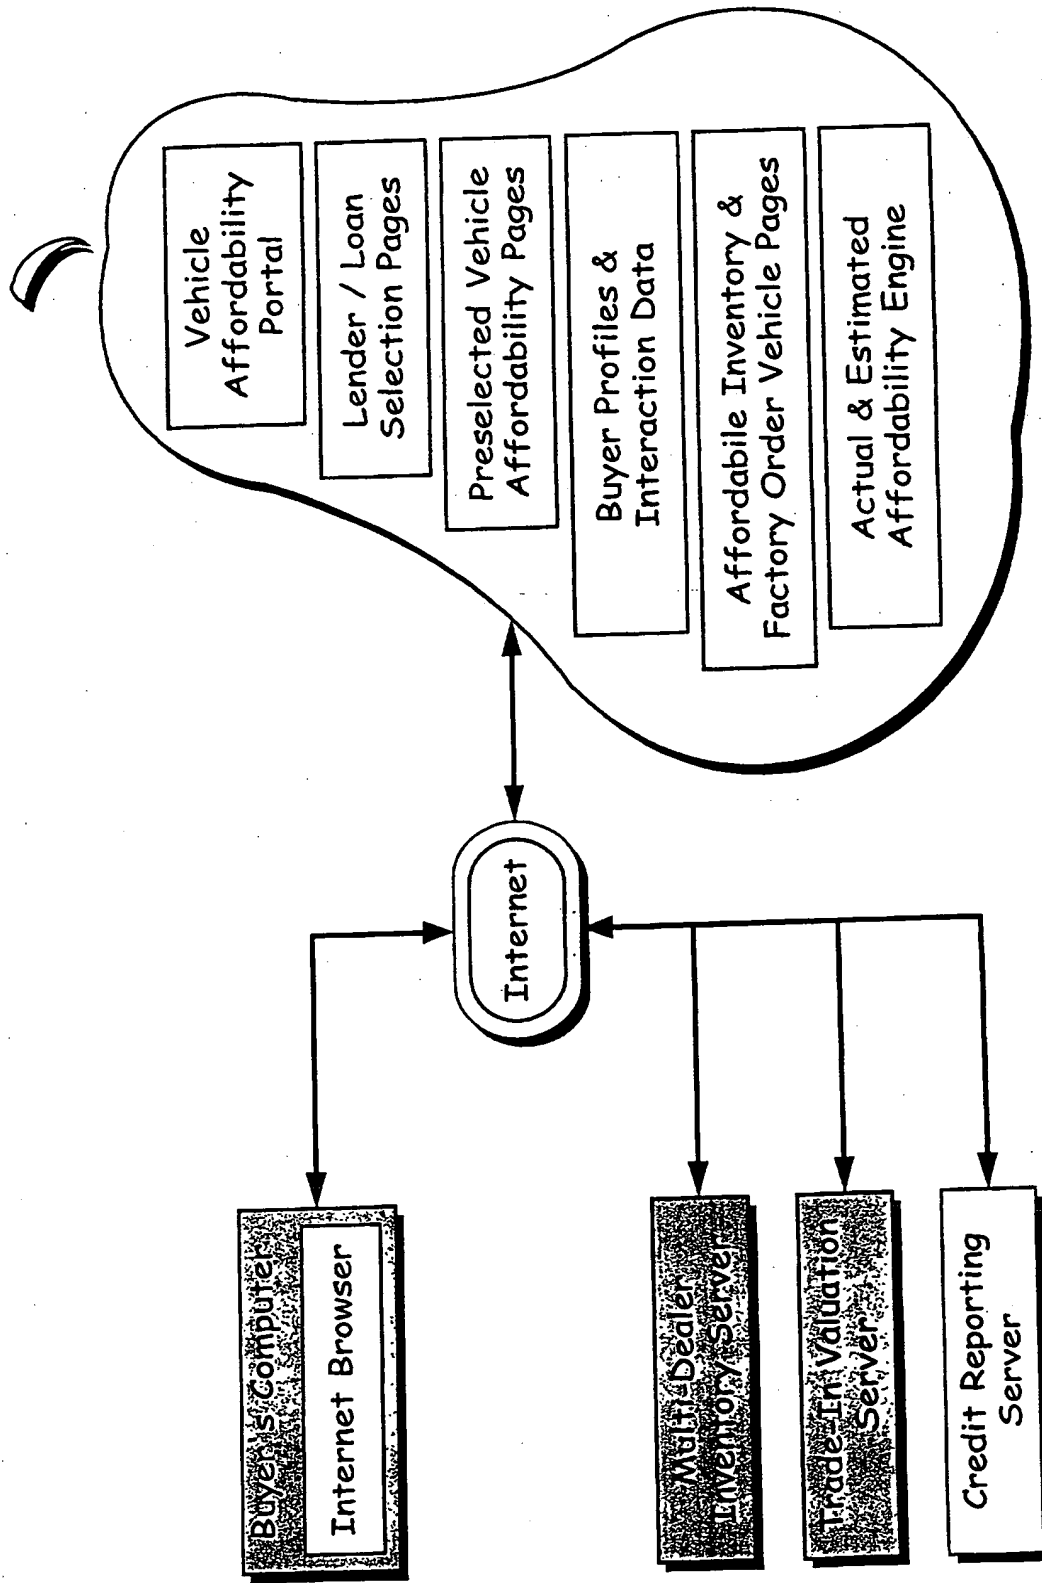 Buyer's Computer
Internet Browser
Multi-Dealer
Inventory Server
Trade-In Valuation
Server
Credit Reporting
Server
Internet
Vehicle
Affordability
Portal
Lender / Loan
Selection Pages
Preselected Vehicle
Affordability Pages
Buyer Profiles &
Interaction Data
Affordabile Inventory &
Factory Order Vehicle Pages
Actual & Estimated
Affordability Engine